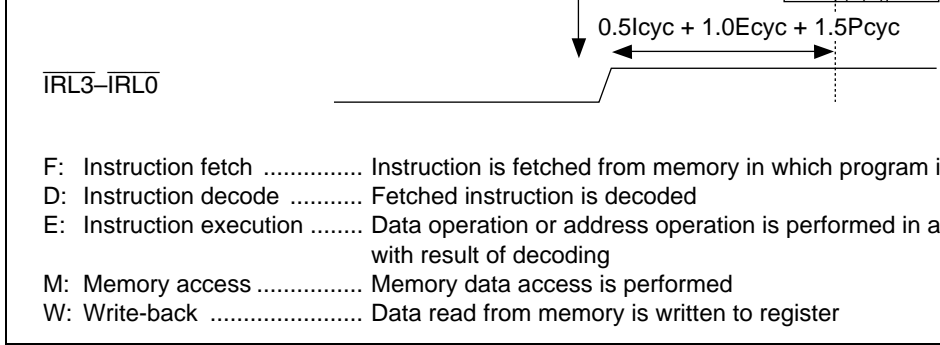 0.5Icyc + 1.0Ecyc + 1.5Pcyc
IRL3–IRL0
F: Instruction fetch ............... Instruction is fetched from memory in which program i
D: Instruction decode ........... Fetched instruction is decoded
E: Instruction execution ........ Data operation or address operation is performed in a
with result of decoding
M: Memory access ................ Memory data access is performed
W: Write-back ....................... Data read from memory is written to register